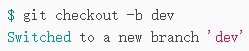 $ git checkout -b dev
Switched to a new branch 'dev'